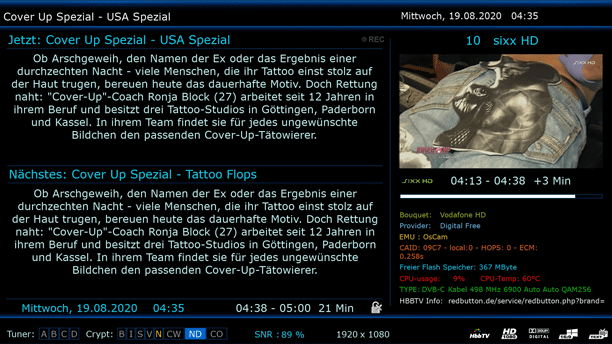 Cover Up Spezial - USA Spezial
Mittwoch, 19.08.2020 04:35
Jetzt: Cover Up Spezial - USA Spezial
REC
Ob Arschgeweih, den Namen der Ex oder das Ergebnis einer
durchzechten Nacht - viele Menschen, die ihr Tattoo einst stolz auf
der Haut trugen, bereuen heute das dauerhafte Motiv. Doch Rettung
naht: "Cover-Up"-Coach Ronja Block (27) arbeitet seit 12 Jahren in
ihrem Beruf und besitzt drei Tattoo-Studios in Göttingen, Paderborn
und Kassel. In ihrem Team findet sie für jedes ungewünschte
Bildchen den passenden Cover-Up-Tätowierer.
Nächstes: Cover Up Spezial - Tattoo Flops
Ob Arschgeweih, den Namen der Ex oder das Ergebnis einer
durchzechten Nacht - viele Menschen, die ihr Tattoo einst stolz auf
der Haut trugen, bereuen heute das dauerhafte Motiv. Doch Rettung
naht: "Cover-Up"-Coach Ronja Block (27) arbeitet seit 12 Jahren in
ihrem Beruf und besitzt drei Tattoo-Studios in Göttingen, Paderborn
und Kassel. In ihrem Team findet sie für jedes ungewünschte
Bildchen den passenden Cover-Up-Tätowierer.
Mittwoch, 19.08.2020 04:35
04:38 - 05:00 21 Min
10 sixx HD
sixx HD
sixx HD 04:13 - 04:38 +3 Min
Bouquet: Vodafone HD
Provider: Digital Free
EMU : OsCam
CAID: 09C7 - local:0 - HOPS: 0 - ECM:
0.258s
Freier Flash Speicher: 367 MByte
CPU-usage: 9% CPU-Temp: 60°C
TYPE: DVB-C Kabel 498 MHz 6900 Auto Auto QAM256
HBBTV Info: redbutton.de/service/redbutton.php?brand=
Tuner: A B C D Crypt: B I S V N CW ND CO SNR : 89 % 1920 x 1080
HbbTV HD 1080 DOLBY DIGITAL